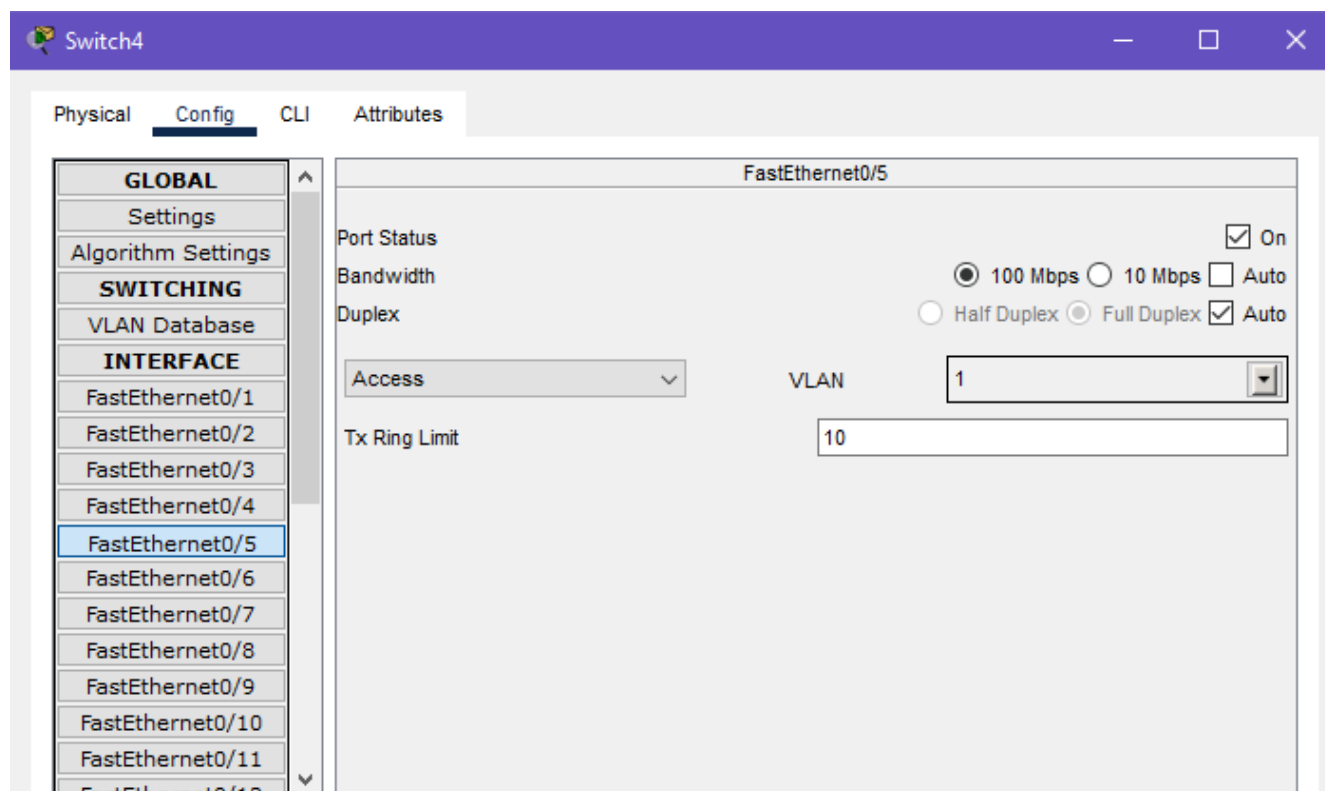 Switch4
Physical Config CLI Attributes
GLOBAL
Settings
Algorithm Settings
SWITCHING
VLAN Database
INTERFACE
FastEthernet0/1
FastEthernet0/2
FastEthernet0/3
FastEthernet0/4
FastEthernet0/5
FastEthernet0/6
FastEthernet0/7
FastEthernet0/8
FastEthernet0/9
FastEthernet0/10
FastEthernet0/11
FastEthernet0/5
Port Status On
Bandwidth 100 Mbps 10 Mbps Auto
Duplex Half Duplex Full Duplex Auto
Access VLAN 1
Tx Ring Limit 10